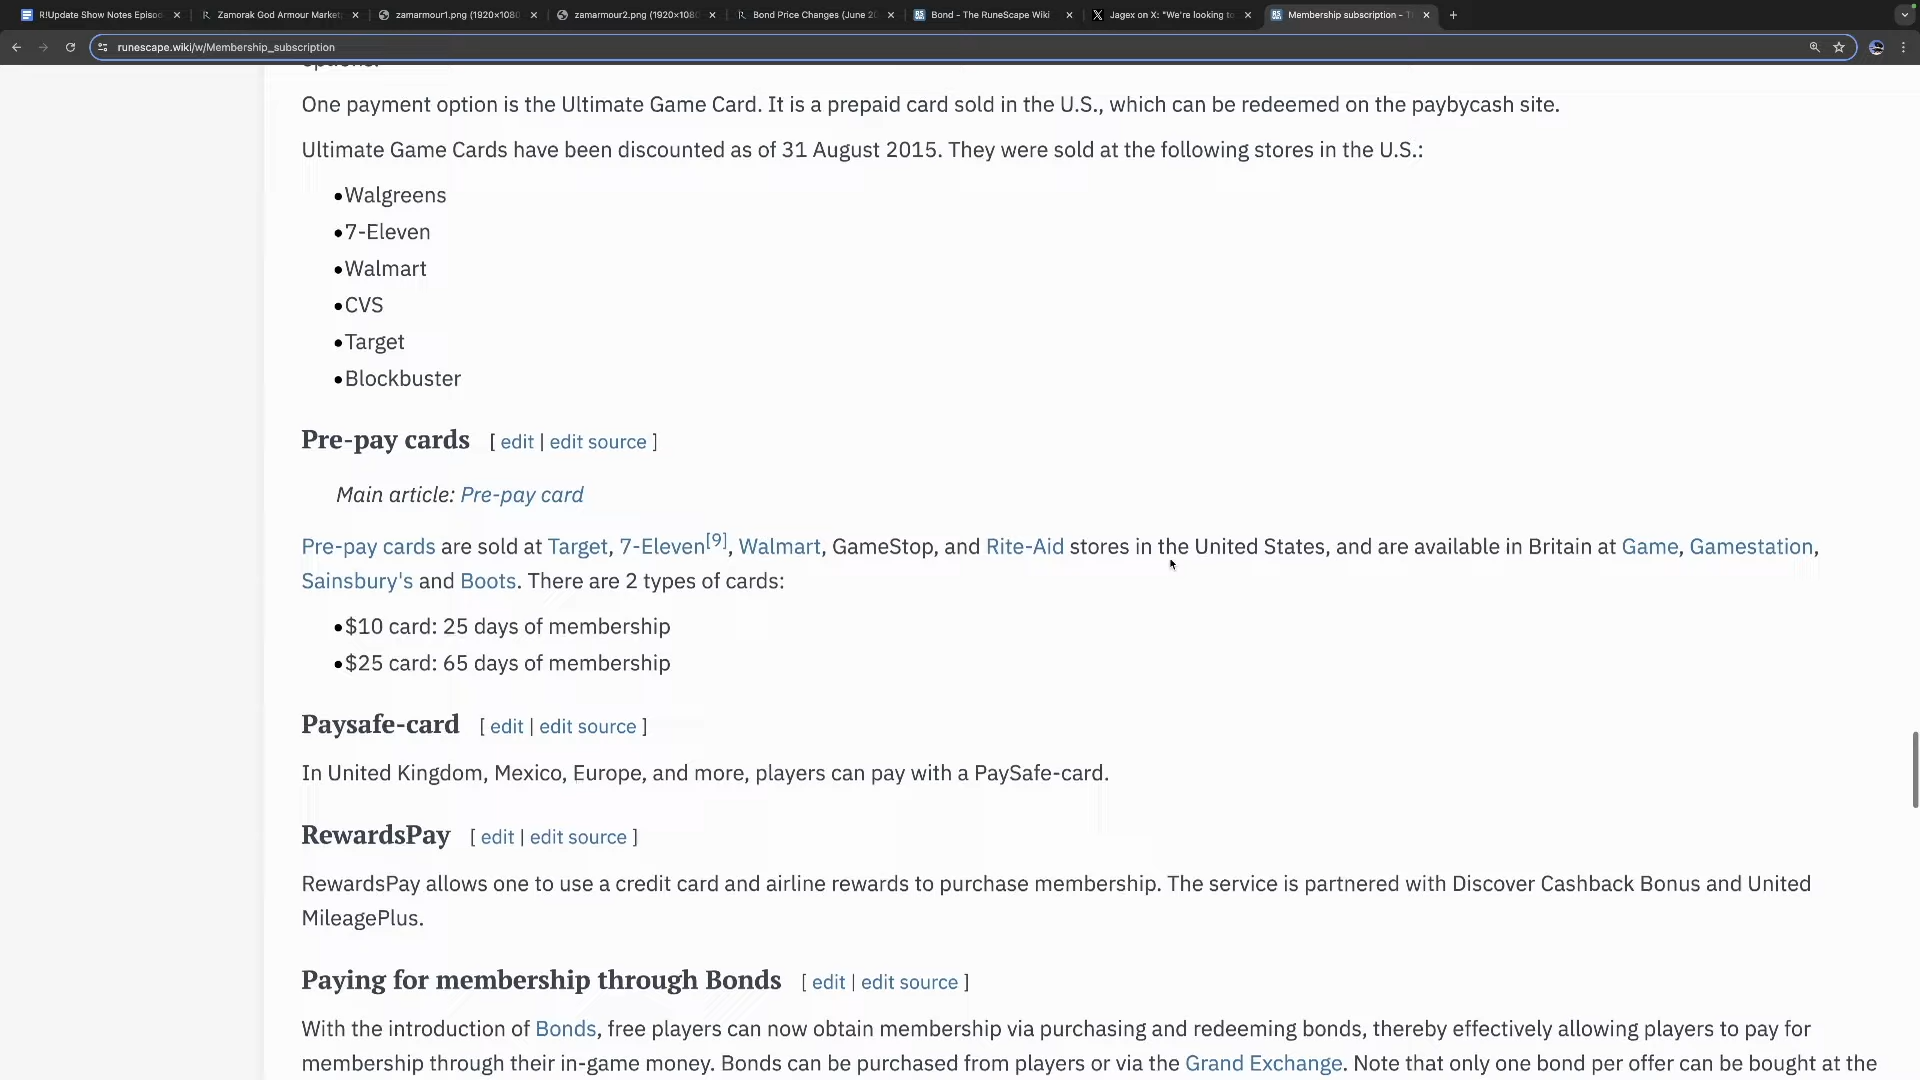 R!Update Show Notes Episod
Zamorak God Armour Market
zamarmour1.png (1920×1080
zamarmour2.png (1920×1080
Bond Price Changes (June 20
Bond - The RuneScape Wiki
Jagex on X: "We're looking to
Membership subscription - T
runescape.wiki/w/Membership_subscription
options.
One payment option is the Ultimate Game Card. It is a prepaid card sold in the U.S., which can be redeemed on the paybycash site.
Ultimate Game Cards have been discounted as of 31 August 2015. They were sold at the following stores in the U.S.:
•Walgreens
•7-Eleven
•Walmart
•CVS
•Target
•Blockbuster
Pre-pay cards [ edit | edit source ]
Main article: Pre-pay card
Pre-pay cards are sold at Target, 7-Eleven[9], Walmart, GameStop, and Rite-Aid stores in the United States, and are available in Britain at Game, Gamestation,
Sainsbury's and Boots. There are 2 types of cards:
•$10 card: 25 days of membership
•$25 card: 65 days of membership
Paysafe-card [ edit | edit source ]
In United Kingdom, Mexico, Europe, and more, players can pay with a PaySafe-card.
RewardsPay [ edit | edit source ]
RewardsPay allows one to use a credit card and airline rewards to purchase membership. The service is partnered with Discover Cashback Bonus and United
MileagePlus.
Paying for membership through Bonds [ edit | edit source ]
With the introduction of Bonds, free players can now obtain membership via purchasing and redeeming bonds, thereby effectively allowing players to pay for
membership through their in-game money. Bonds can be purchased from players or via the Grand Exchange. Note that only one bond per offer can be bought at the